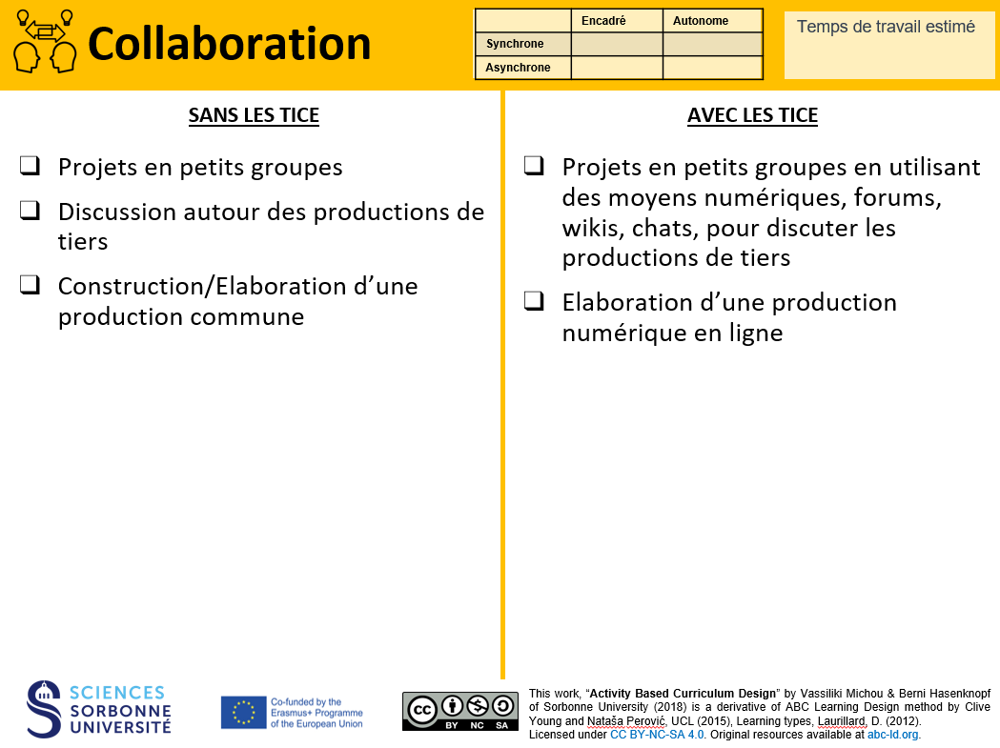 Collaboration
Encadré Autonome
Synchrone
Asynchrone
Temps de travail estimé
SANS LES TICE
❑ Projets en petits groupes
❑ Discussion autour des productions de
tiers
❑ Construction/Elaboration d’une
production commune
AVEC LES TICE
❑ Projets en petits groupes en utilisant
des moyens numériques, forums,
wikis, chats, pour discuter les
productions de tiers
❑ Elaboration d’une production
numérique en ligne
SCIENCES
SORBONNE
UNIVERSITÉ
Co-funded by the
Erasmus+ Programme
of the European Union
cc
BY NC SA
This work, “Activity Based Curriculum Design” by Vassiliki Michou & Berni Hasenknopf
of Sorbonne University (2018) is a derivative of ABC Learning Design method by Clive
Young and Nataša Perović, UCL (2015), Learning types, Laurillard, D. (2012).
Licensed under CC BY-NC-SA 4.0. Original resources available at abc-ld.org.